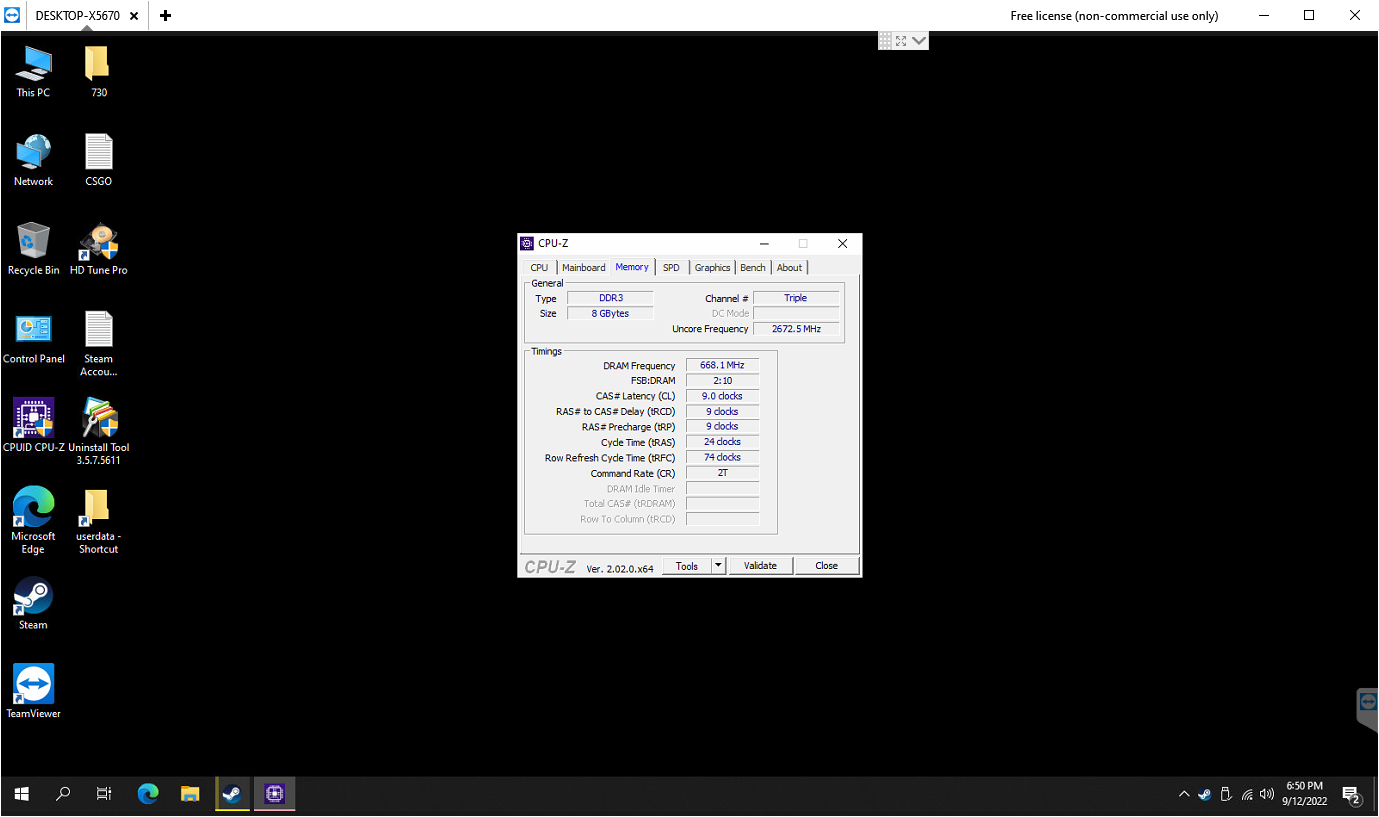 DESKTOP-X5670
Free license (non-commercial use only)
This PC
730
Network
CSGO
Recycle Bin
HD Tune Pro
Control Panel
Steam
Accou...
CPUID CPU-Z
Uninstall Tool
3.5.7.5611
Microsoft
Edge
userdata -
Shortcut
Steam
TeamViewer
CPU-Z
CPU Mainboard Memory SPD Graphics Bench About
General
Type DDR3 Channel # Triple
Size 8 GBytes DC Mode
Uncore Frequency 2672.5 MHz
Timings
DRAM Frequency 668.1 MHz
FSB:DRAM 2:10
CAS# Latency (CL) 9.0 clocks
RAS# to CAS# Delay (tRCD) 9 clocks
RAS# Precharge (tRP) 9 clocks
Cycle Time (tRAS) 24 clocks
Row Refresh Cycle Time (tRFC) 74 clocks
Command Rate (CR) 2T
DRAM Idle Timer
Total CAS# (tRDRAM)
Row To Column (tRCD)
CPU-Z Ver. 2.02.0.x64 Tools Validate Close
6:50 PM
9/12/2022
2